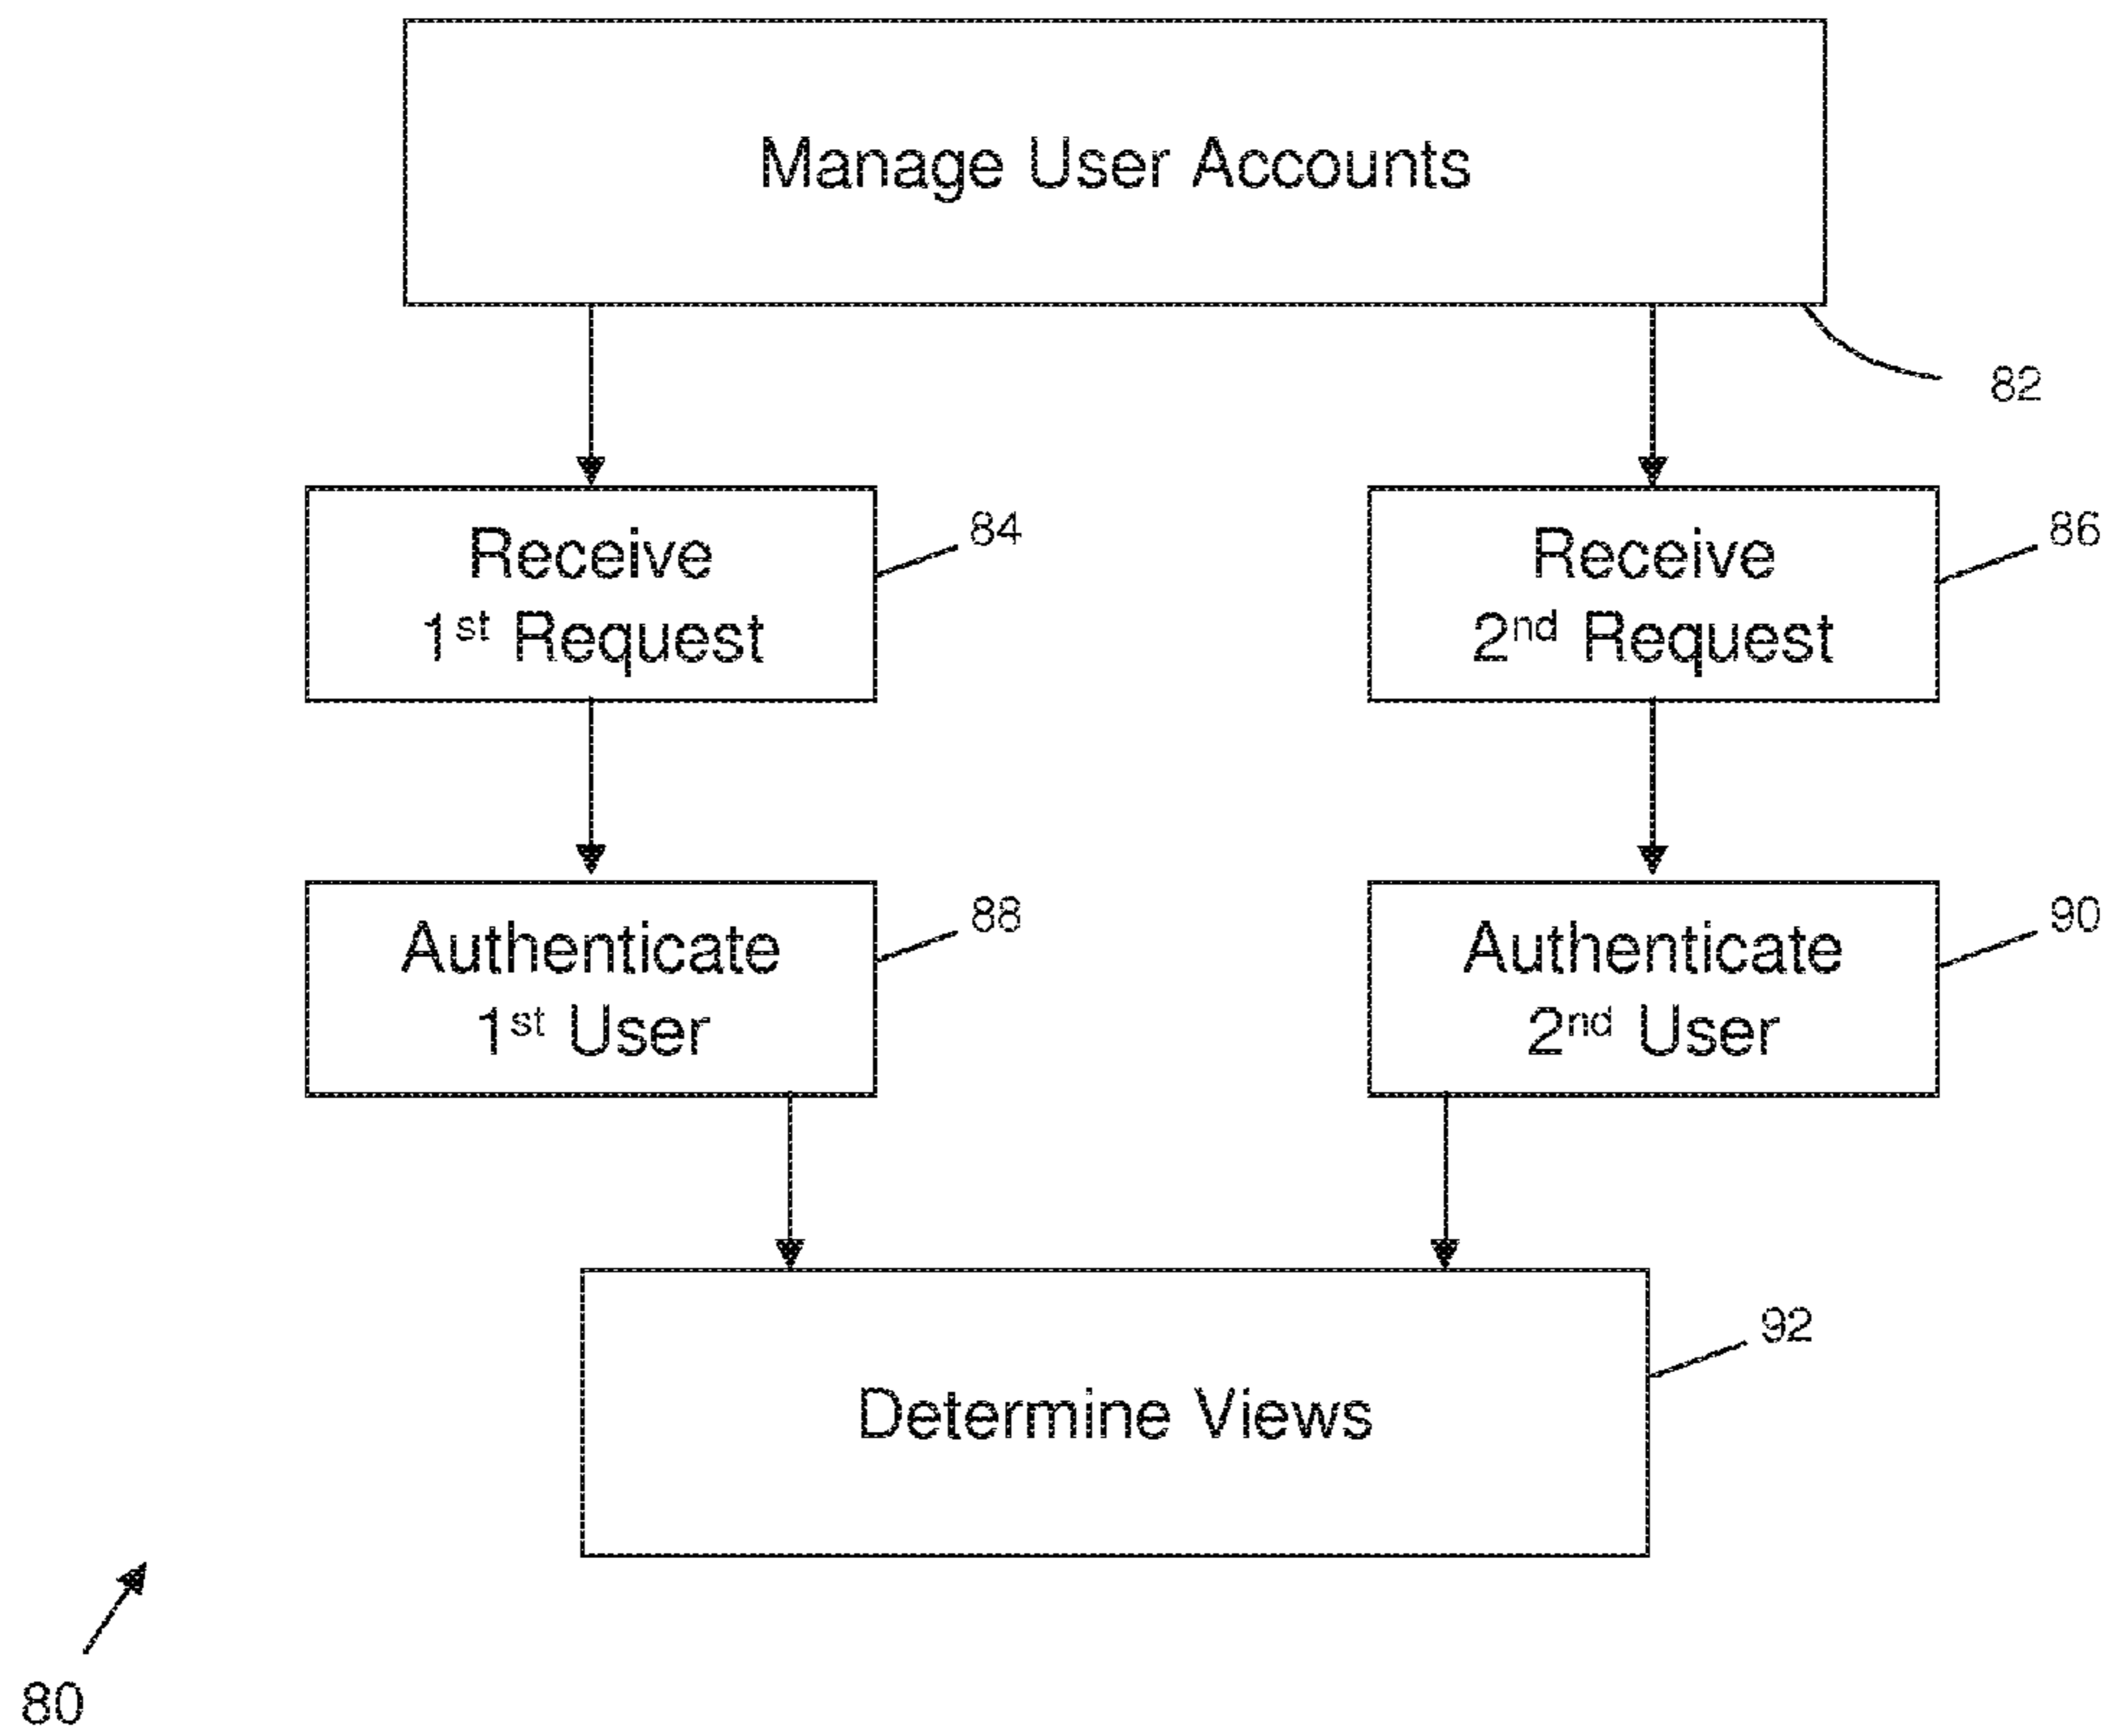 Manage User Accounts
82
Receive
1st Request
84
Receive
2nd Request
86
Authenticate
1st User
88
Authenticate
2nd User
90
Determine Views
92
80